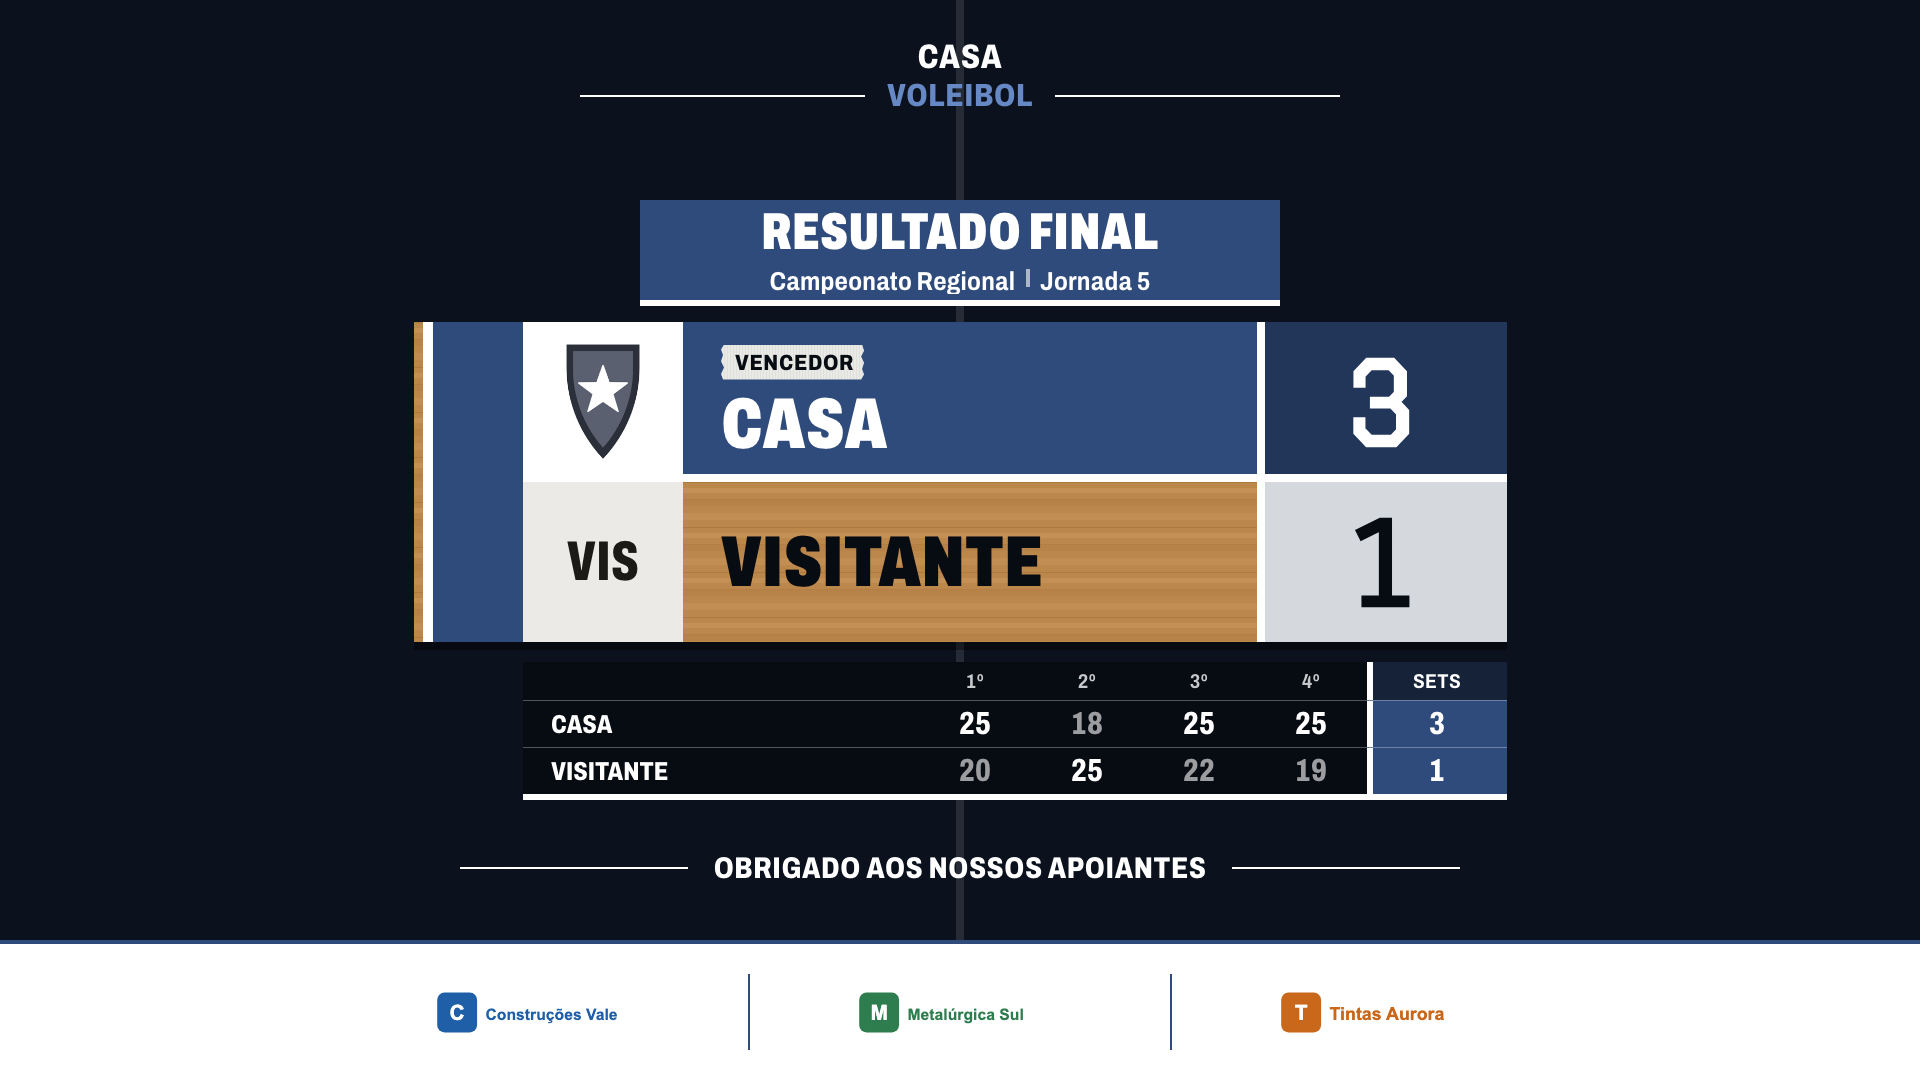 CASA
VOLEIBOL
RESULTADO FINAL
Campeonato Regional | Jornada 5
VENCEDOR
CASA 3
VIS VISITANTE 1
1º 2º 3º 4º SETS
CASA 25 18 25 25 3
VISITANTE 20 25 22 19 1
OBRIGADO AOS NOSSOS APOIANTES
C Construções Vale M Metalúrgica Sul T Tintas Aurora